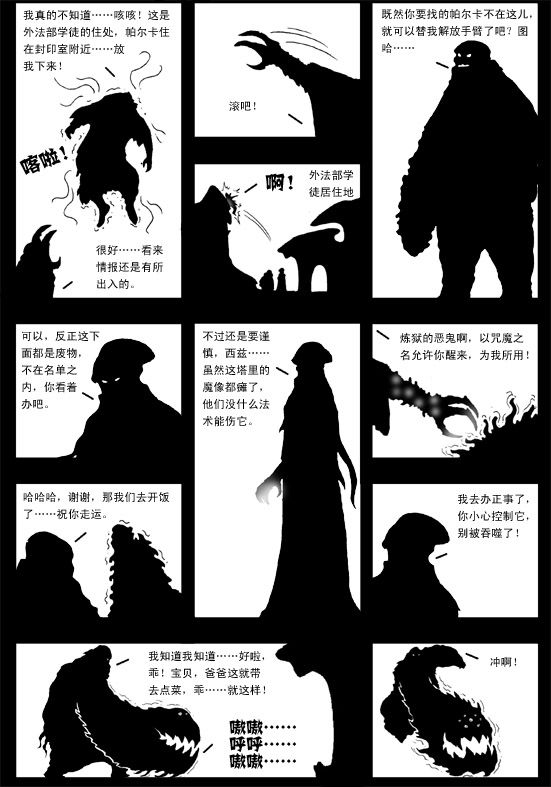 我真的不知道……咳咳！这是
外法部学徒的住处，帕尔卡住
在封印室附近……放
我下来！
喀啦！
很好……看来
情报还是有所
出入的。
滚吧！
啊！
外法部学
徒居住地
既然你要找的帕尔卡不在这儿，
就可以替我解放手臂了吧？图
哈……
可以，反正这下
面都是废物，
不在名单之
内，你看着
办吧。
不过还是要谨
慎，西兹……
虽然这塔里的
魔像都瘫了，
他们没什么法
术能伤它。
炼狱的恶鬼啊，以咒魔之
名允许你醒来，为我所用！
哈哈哈，谢谢，那我们去开饭
了……祝你走运。
我去办正事了，
你小心控制它，
别被吞噬了！
我知道我知道……好啦，
乖！宝贝，爸爸这就带
去点菜，乖……就这样！
嗷嗷……
呼呼……
嗷嗷……
冲啊！